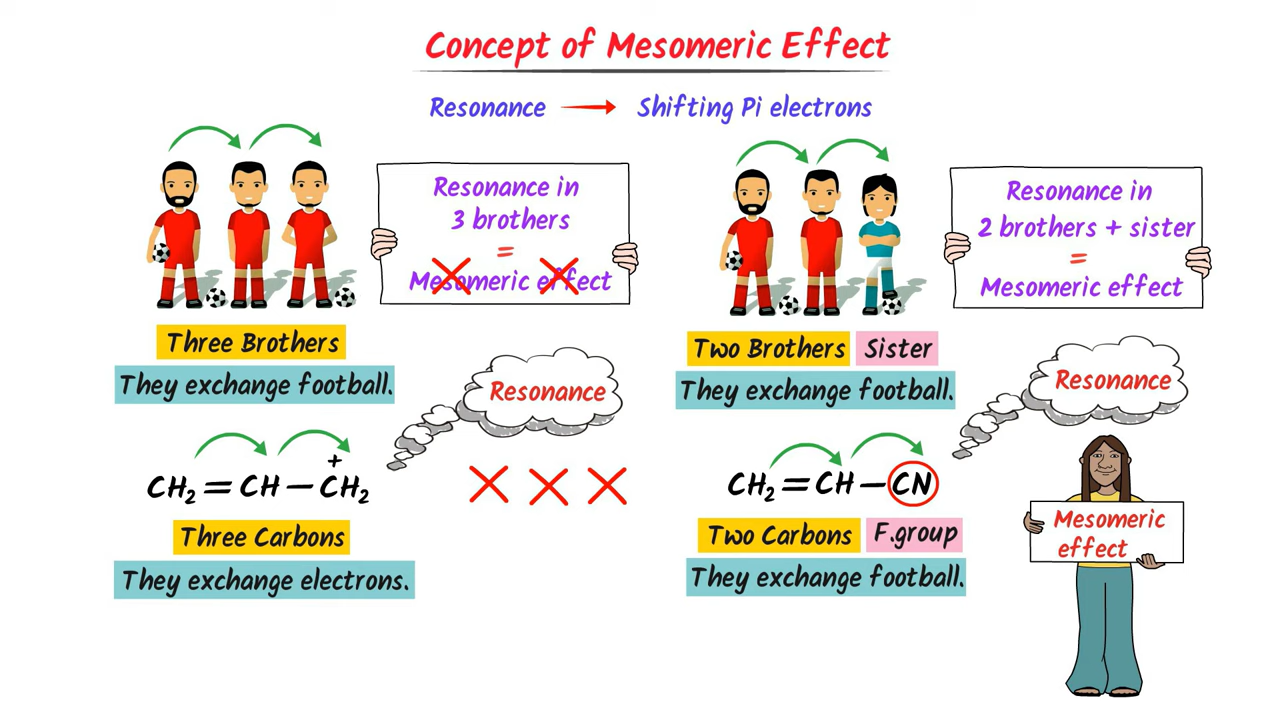 Concept of Mesomeric Effect
Resonance → Shifting Pi electrons
Resonance in
3 brothers
=
Mesomeric effect
Three Brothers
They exchange football.
Resonance
CH₂ = CH – C⁺H₂
Three Carbons
They exchange electrons.
Resonance in
2 brothers + sister
=
Mesomeric effect
Two Brothers Sister
They exchange football.
Resonance
CH₂ = CH – CN
Two Carbons F.group
They exchange football.
Mesomeric
effect